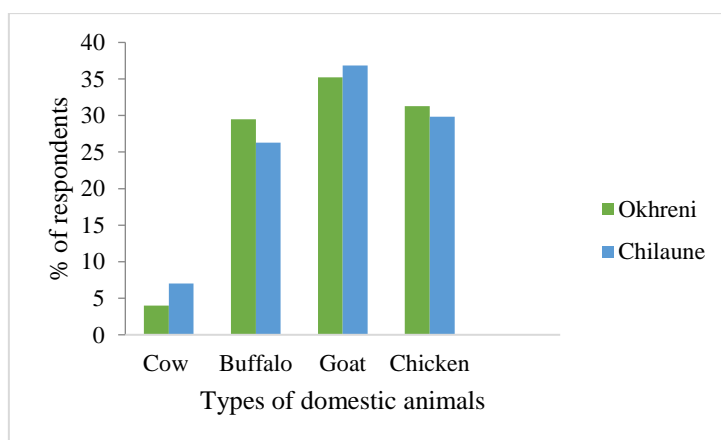 40
35
30
25
20
15
10
5
0
% of respondents
Cow Buffalo Goat Chicken
Types of domestic animals
Okhreni
Chilaune